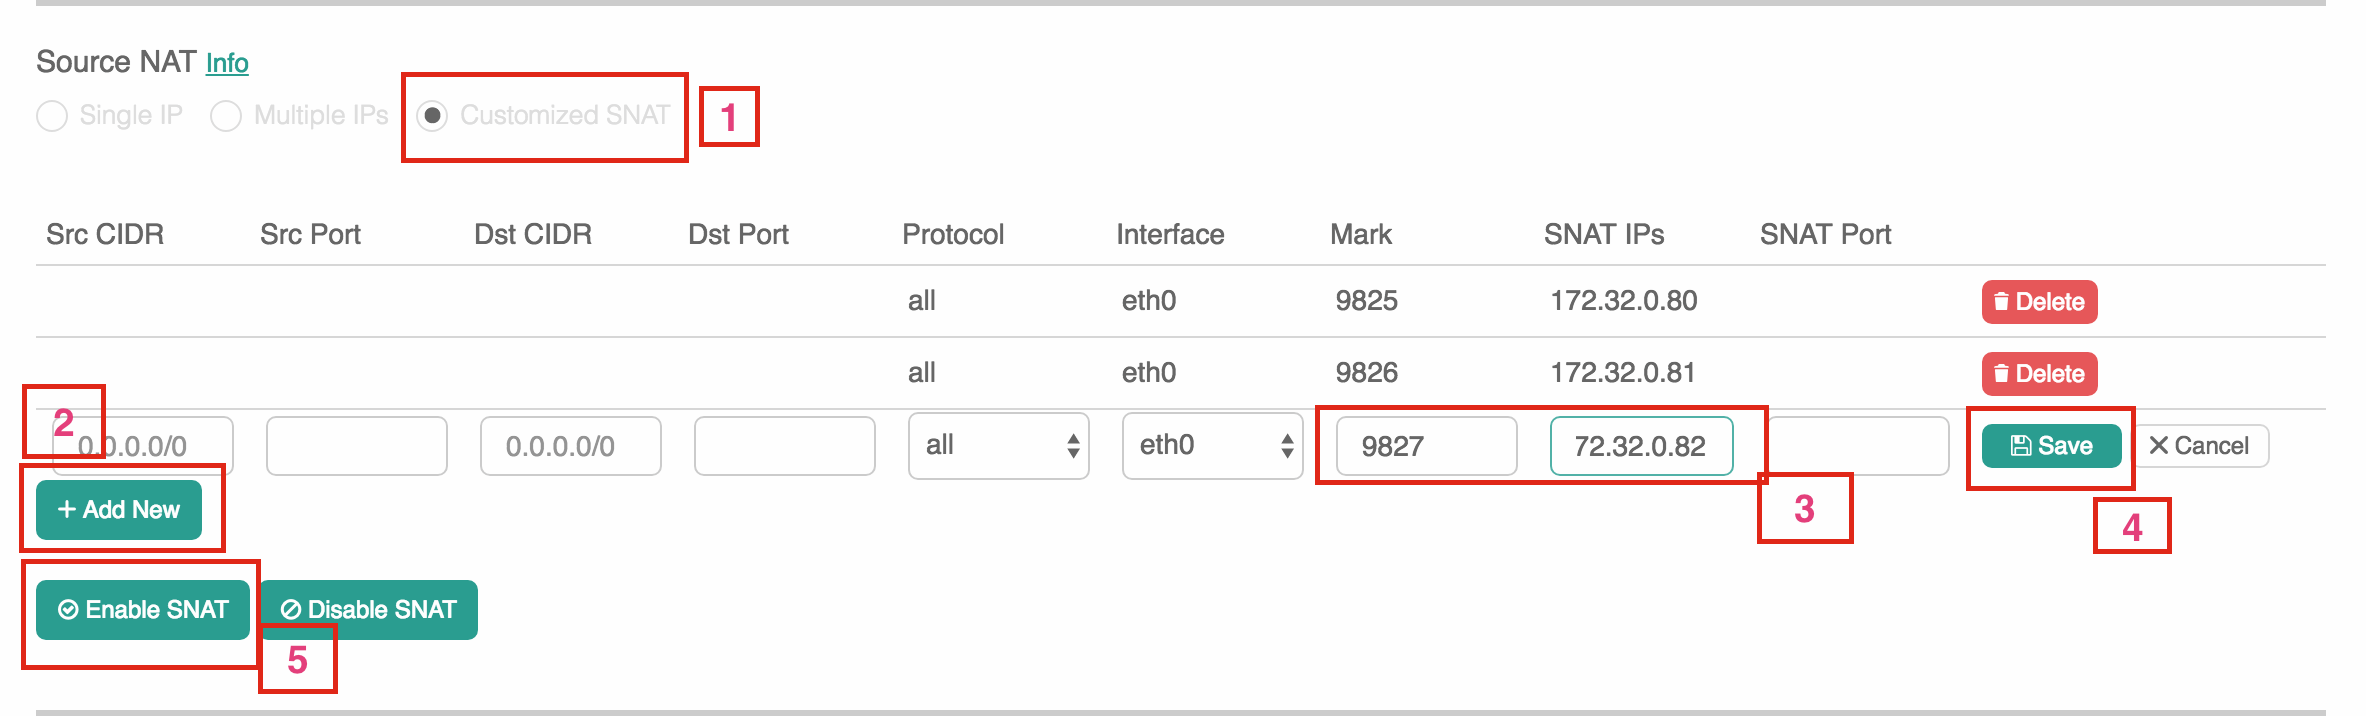 Source NAT Info
Single IP Multiple IPs Customized SNAT 1
Src CIDR Src Port Dst CIDR Dst Port Protocol Interface Mark SNAT IPs SNAT Port
all eth0 9825 172.32.0.80 Delete
all eth0 9826 172.32.0.81 Delete
2
0.0.0.0/0 0.0.0.0/0 all eth0 9827 72.32.0.82 Save Cancel
+ Add New
3
4
Enable SNAT Disable SNAT
5